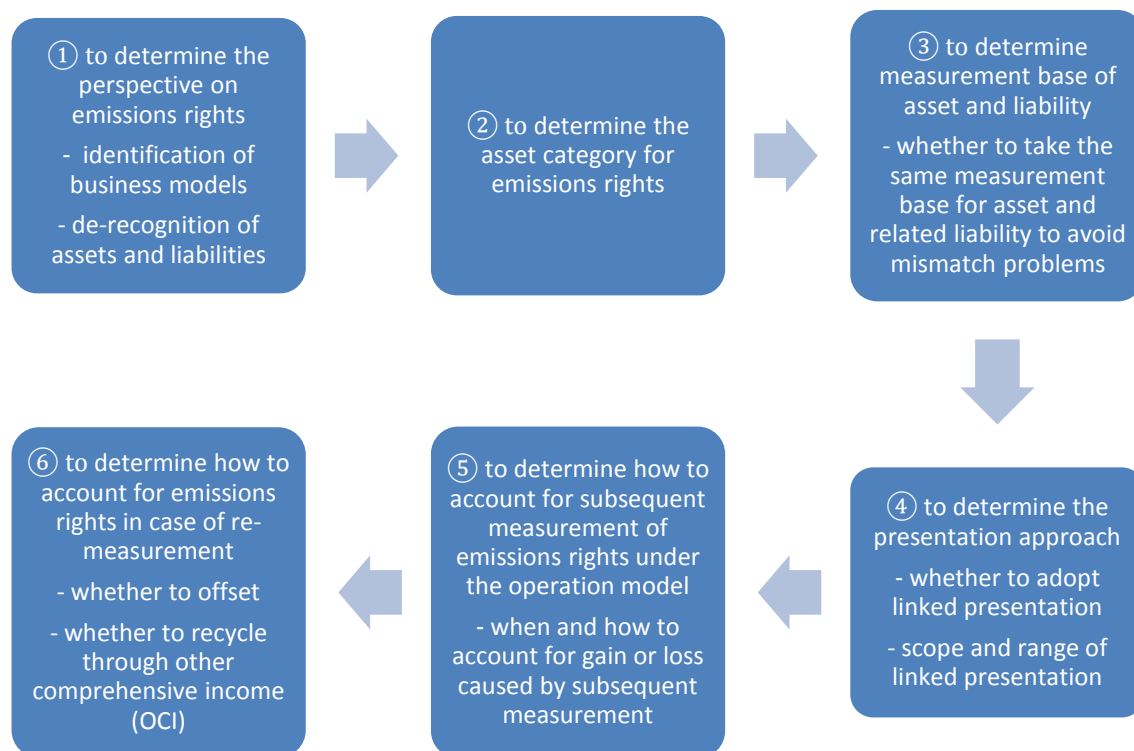 ① to determine the
perspective on
emissions rights
- identification of
business models
- de-recognition of
assets and liabilities
② to determine the
asset category for
emissions rights
③ to determine
measurement base of
asset and liability
- whether to take the
same measurement
base for asset and
related liability to avoid
mismatch problems
④ to determine the
presentation approach
- whether to adopt
linked presentation
- scope and range of
linked presentation
⑤ to determine how to
account for subsequent
measurement of
emissions rights under
the operation model
- when and how to
account for gain or loss
caused by subsequent
measurement
⑥ to determine how to
account for emissions
rights in case of re-
measurement
- whether to offset
- whether to recycle
through other
comprehensive income
(OCI)